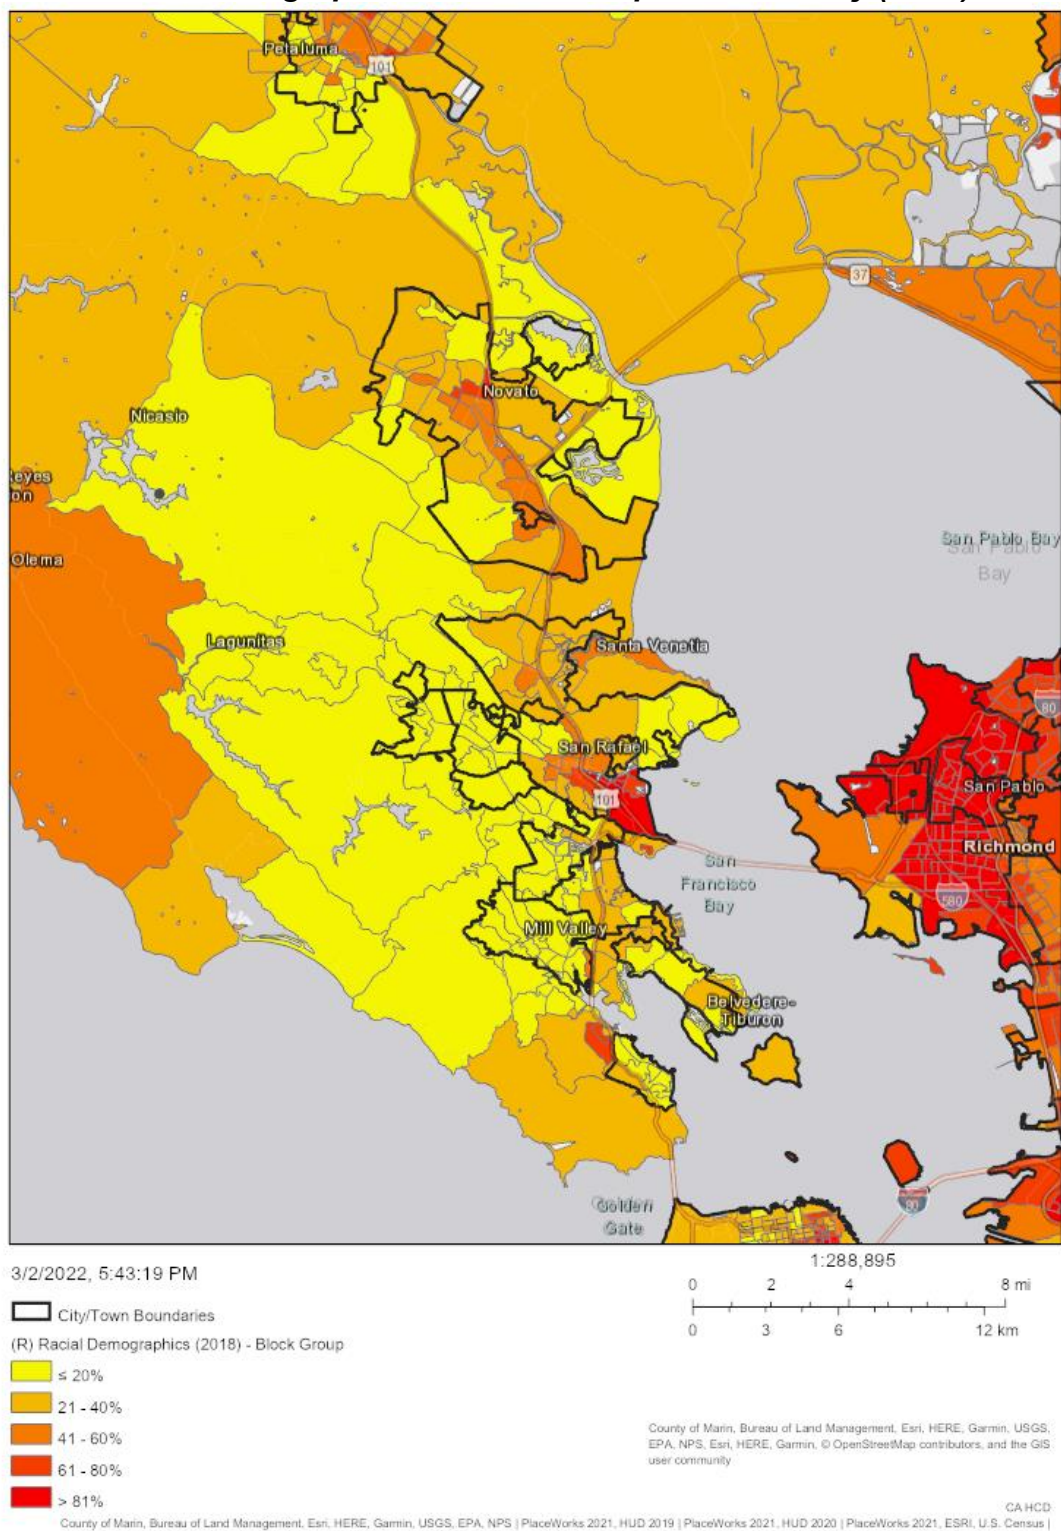 Petaluma
101
37
Novato
Nicasio
Olema
San Pablo Bay
San Pablo
Bay
Lagunitas
Santa Venetia
80
San Rafael
San Pablo
101
Richmond
San
Francisco
Bay
580
Mill Valley
Belvedere-
Tiburon
Golden
Gate
80
3/2/2022, 5:43:19 PM
1:288,895
0 2 4 8 mi
0 3 6 12 km
City/Town Boundaries
(R) Racial Demographics (2018) - Block Group
≤ 20%
21 - 40%
41 - 60%
61 - 80%
> 81%
County of Marin, Bureau of Land Management, Esri, HERE, Garmin, USGS,
EPA, NPS, Esri, HERE, Garmin, © OpenStreetMap contributors, and the GIS
user community
CA HCD
County of Marin, Bureau of Land Management, Esri, HERE, Garmin, USGS, EPA, NPS | PlaceWorks 2021, HUD 2019 | PlaceWorks 2021, HUD 2020 | PlaceWorks 2021, ESRI, U.S. Census |